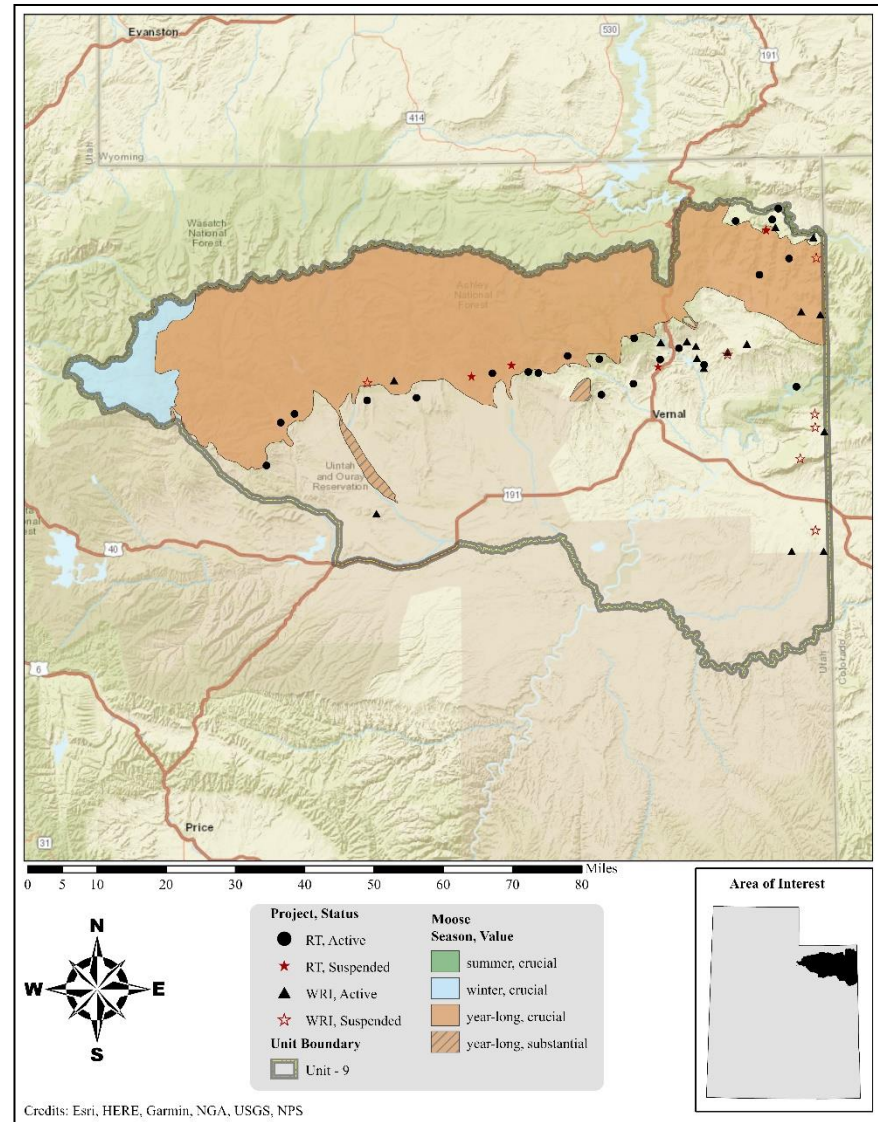 Evanston
530
191
414
Utah
Wyoming
Wasatch
National
Forest
Ashley
National
Forest
Vernal
Uintah
and Ouray
Reservation
191
40
Utah
Colorado
6
Price
31
Miles
0 5 10 20 30 40 50 60 70 80
N
W E
S
Project, Status
RT, Active
RT, Suspended
WRI, Active
WRI, Suspended
Unit Boundary
Unit - 9
Moose
Season, Value
summer, crucial
winter, crucial
year-long, crucial
year-long, substantial
Area of Interest
Credits: Esri, HERE, Garmin, NGA, USGS, NPS